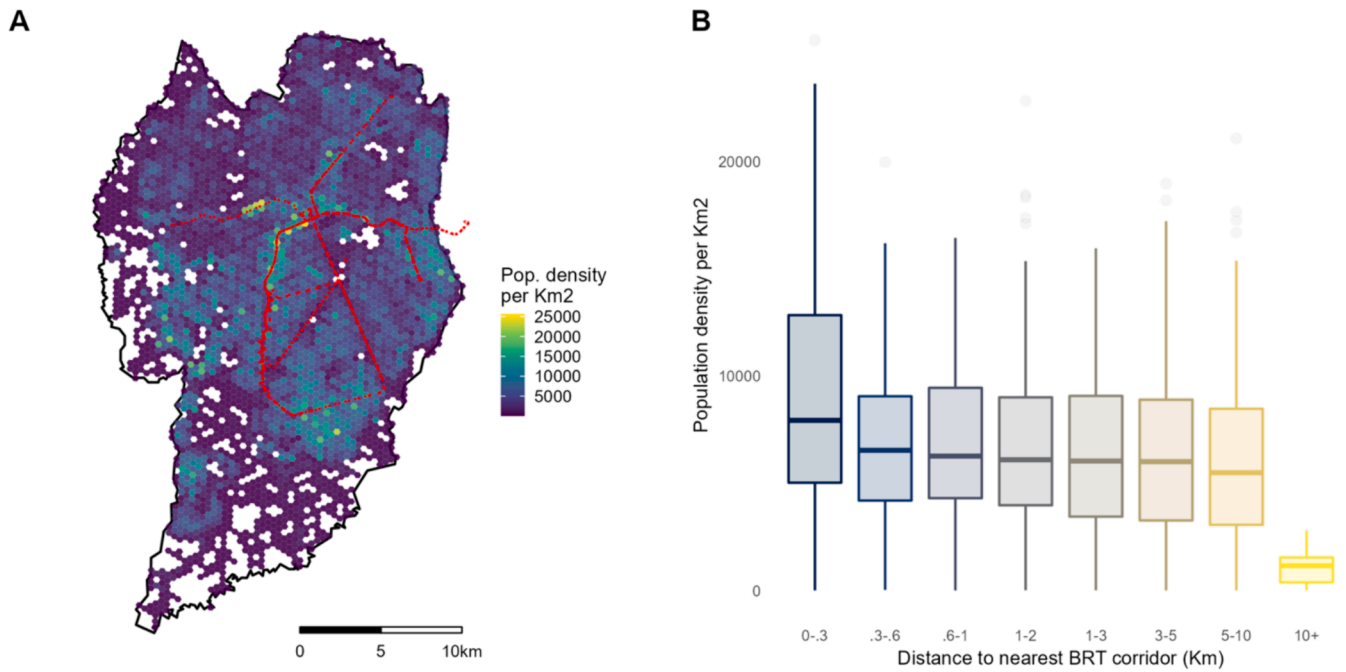 A
Pop. density
per Km2
25000
20000
15000
10000
5000
0
5
10km
B
Population density per Km2
20000
10000
0
0-.3
.3-.6
.6-1
1-2
1-3
3-5
5-10
10+
Distance to nearest BRT corridor (Km)